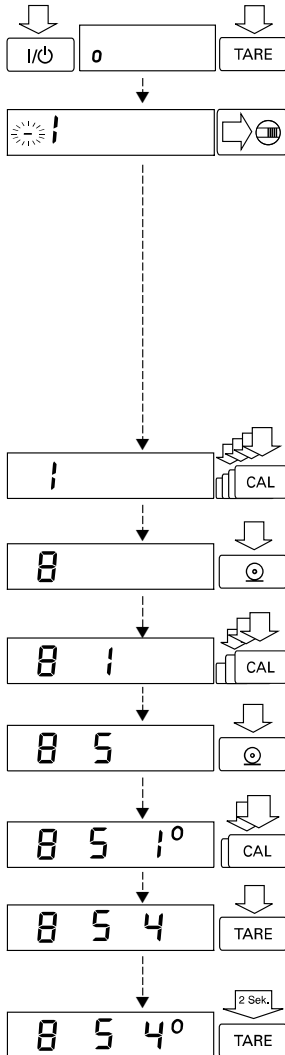 I/⏻ o TARE
-1
1 CAL
8
8 1 CAL
8 5
8 5 1° CAL
8 5 4 TARE
2 Sek.
8 5 4° TARE